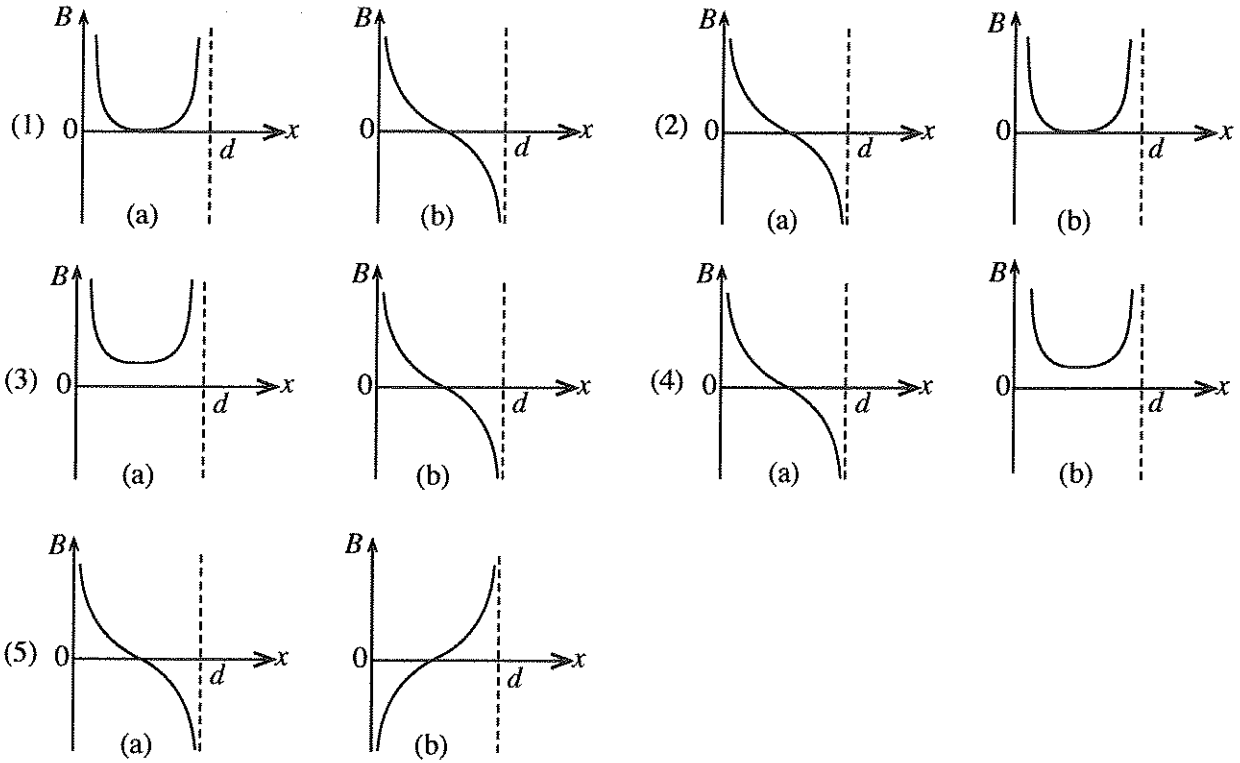 B B B B
(1) 0 x 0 x (2) 0 x 0 x
d d d d
(a) (b) (a) (b)
B B B B
(3) 0 x 0 x (4) 0 x 0 x
d d d d
(a) (b) (a) (b)
B B
(5) 0 x 0 x
d d
(a) (b)